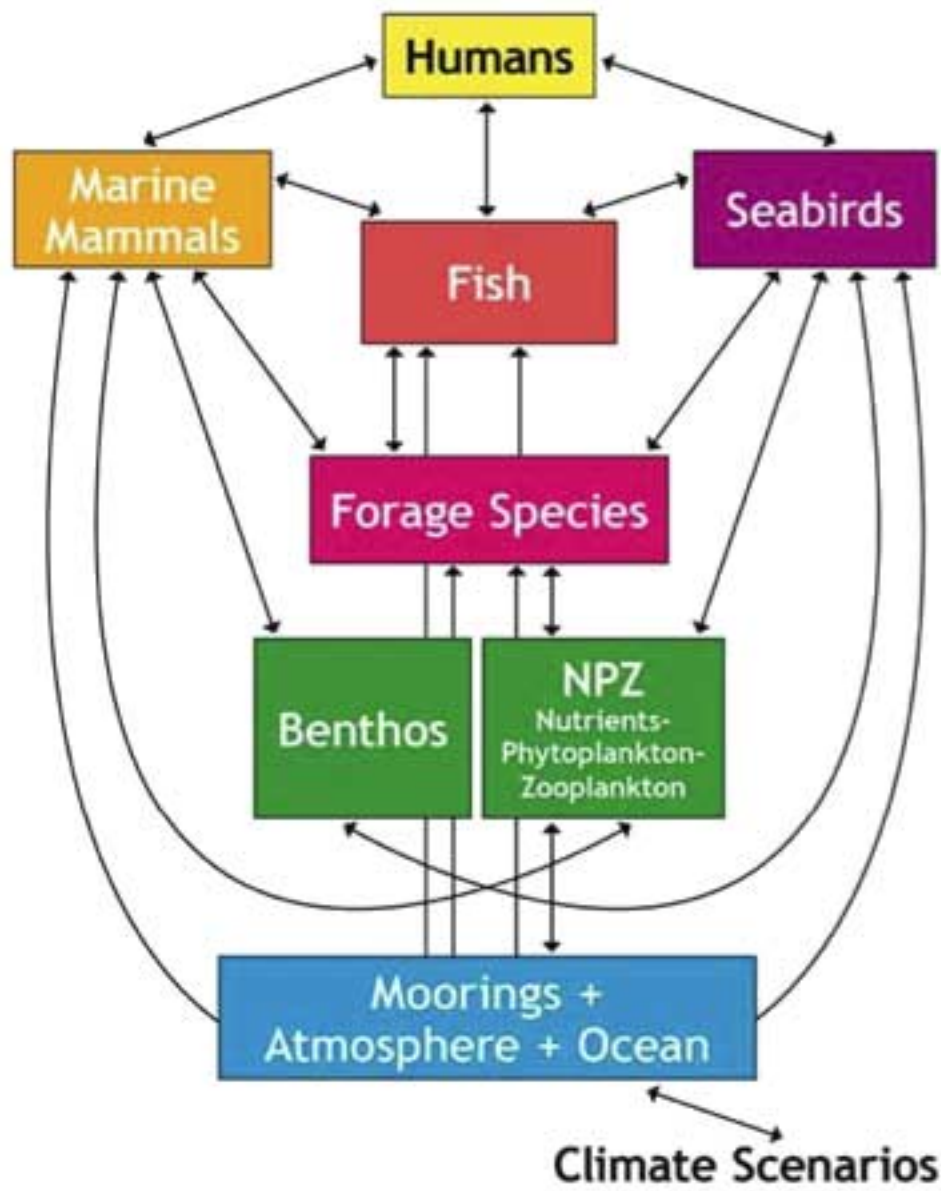 Humans
Marine
Mammals
Seabirds
Fish
Forage Species
Benthos
NPZ
Nutrients-
Phytoplankton-
Zooplankton
Moorings +
Atmosphere + Ocean
Climate Scenarios